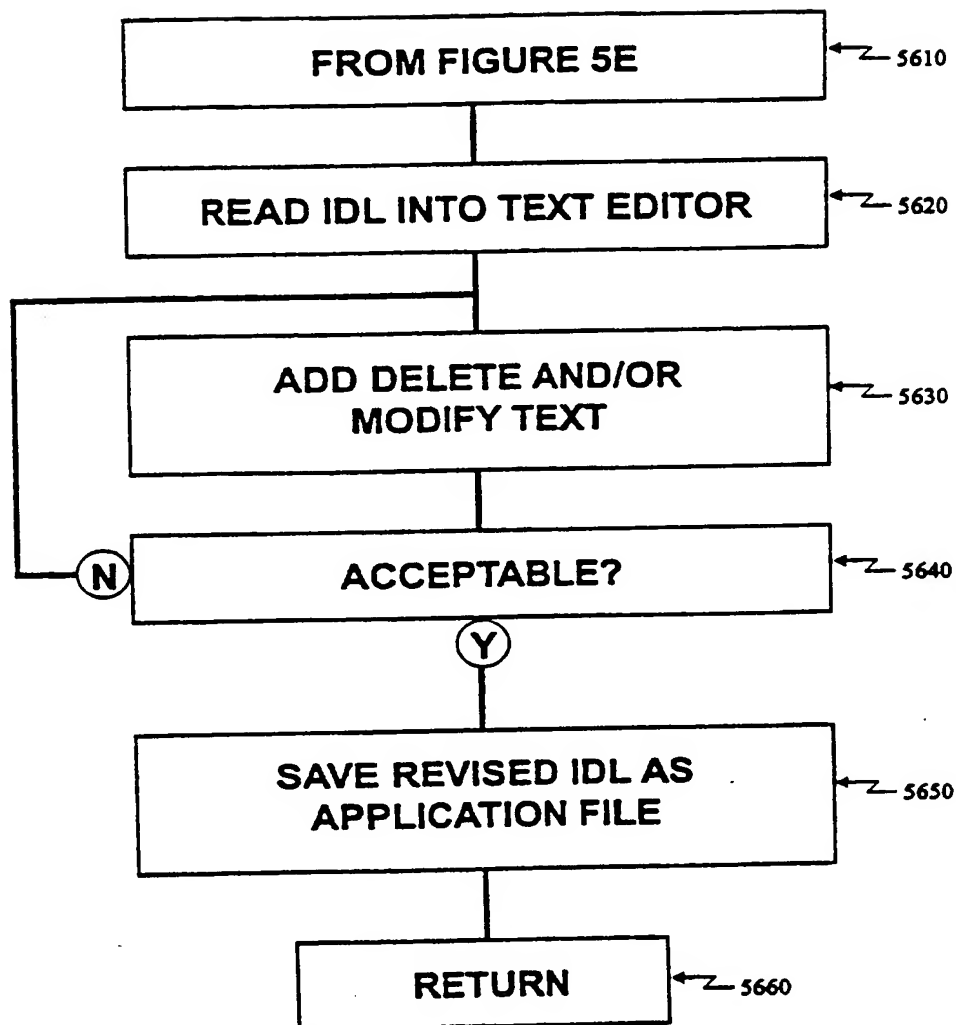 FROM FIGURE 5E
5610
READ IDL INTO TEXT EDITOR
5620
ADD DELETE AND/OR
MODIFY TEXT
5630
N
ACCEPTABLE?
5640
Y
SAVE REVISED IDL AS
APPLICATION FILE
5650
RETURN
5660